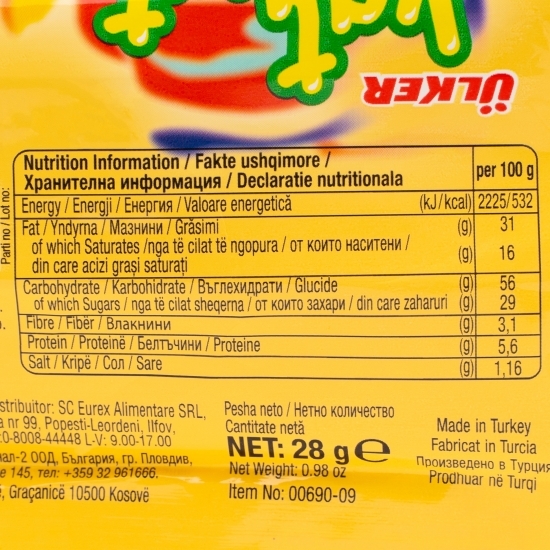 ÜLKER
Parti no / Lot no:
Nutrition Information / Fakte ushqimore /
Хранителна информация / Declaratie nutritionala
per 100 g
Energy / Energji / Енергия / Valoare energetică (kJ/kcal) 2225/532
Fat / Yndyrna / Мазнини / Grăsimi (g) 31
of which Saturates /nga të cilat të ngopura / от които наситени /
din care acizi grași saturați (g) 16
Carbohydrate / Karbohidrate / Въглехидрати / Glucide (g) 56
of which Sugars / nga të cilat sheqerna / от които захари / din care zaharuri (g) 29
Fibre / Fibër / Влакнини (g) 3,1
Protein / Proteinë / Белтъчини / Proteine (g) 5,6
Salt / Kripë / Сол / Sare (g) 1,16
stributor: SC Eurex Alimentare SRL,
a nr 99, Popesti-Leordeni, Ilfov,
:0-8008-44448 L-V: 9.00-17.00
нал-2 ООД, България, гр. Пловдив,
е 145, тел: +359 32 961666.
ë, Graçanicë 10500 Kosovë
Pesha neto / Нетно количество
Cantitate netă
NET: 28 g e
Net Weight: 0.98 oz
Item No: 00690-09
Made in Turkey
Fabricat in Turcia
Произведено в Турция
Prodhuar në Turqi